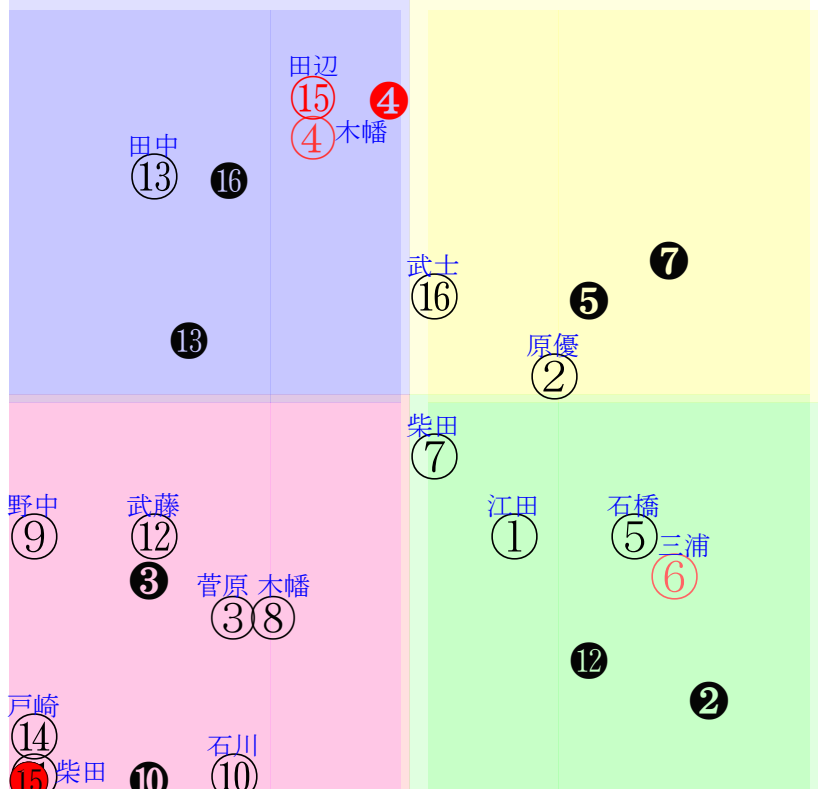 田辺
⑮ ❹
④ 木幡
田中
⑬ ⓰
武士
⑯
❼
❺
⓭
原優
②
柴田
⑦
野中 武藤 江田 石橋
⑨ ⑫ ① ⑤
三浦
⑥
❸
菅原 木幡
③ ⑧
⓬
❷
戸崎
⑭
石川
⓯ 柴田 ❿ ⑩